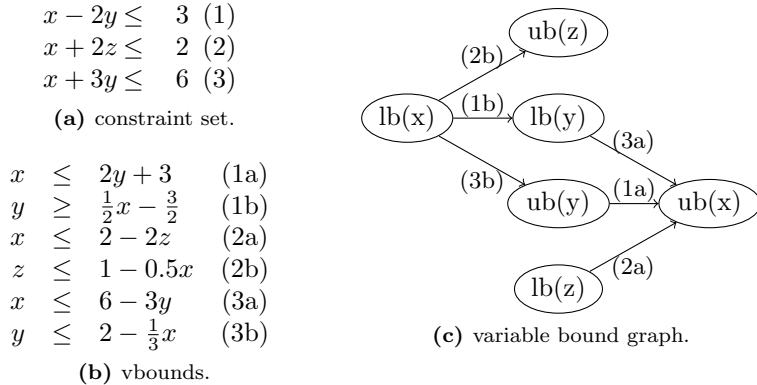 x − 2y ≤ 3 (1)
x + 2z ≤ 2 (2)
x + 3y ≤ 6 (3)
(a) constraint set.
x ≤ 2y + 3 (1a)
y ≥ 1/2 x − 3/2 (1b)
x ≤ 2 − 2z (2a)
z ≤ 1 − 0.5x (2b)
x ≤ 6 − 3y (3a)
y ≤ 2 − 1/3 x (3b)
(b) vbounds.
ub(z)
(2b)
lb(x)
(1b)
lb(y)
(3a)
(3b)
ub(y)
(1a)
ub(x)
(2a)
lb(z)
(c) variable bound graph.